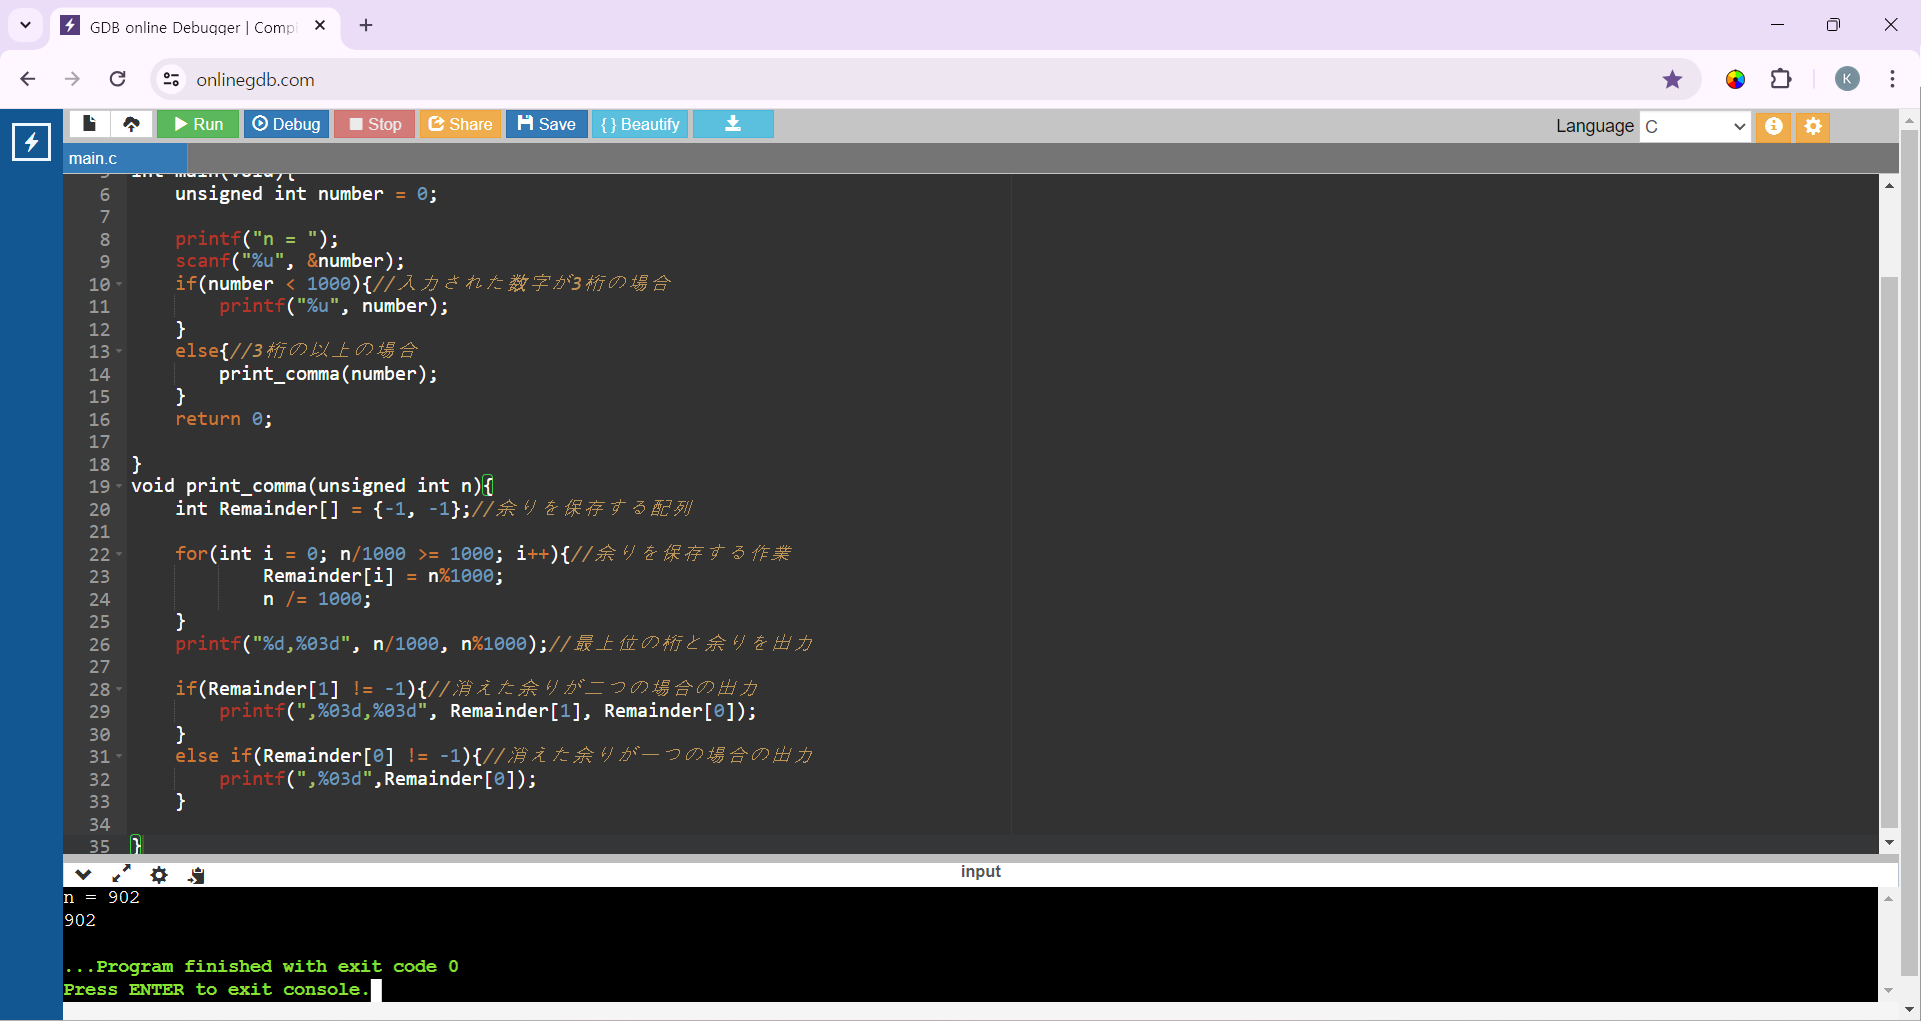 GDB online Debugger | Compi
onlinegdb.com
K
Run Debug Stop Share Save { } Beautify
Language C
main.c
5 int main(void){
6 unsigned int number = 0;
7
8 printf("n = ");
9 scanf("%u", &number);
10 if(number < 1000){//入力された数字が3桁の場合
11 printf("%u", number);
12 }
13 else{//3桁の以上の場合
14 print_comma(number);
15 }
16 return 0;
17
18 }
19 void print_comma(unsigned int n){
20 int Remainder[] = {-1, -1};//余りを保存する配列
21
22 for(int i = 0; n/1000 >= 1000; i++){//余りを保存する作業
23 Remainder[i] = n%1000;
24 n /= 1000;
25 }
26 printf("%d,%03d", n/1000, n%1000);//最上位の桁と余りを出力
27
28 if(Remainder[1] != -1){//消えた余りが二つの場合の出力
29 printf(",%03d,%03d", Remainder[1], Remainder[0]);
30 }
31 else if(Remainder[0] != -1){//消えた余りが一つの場合の出力
32 printf(",%03d",Remainder[0]);
33 }
34
35 }
input
n = 902
902
...Program finished with exit code 0
Press ENTER to exit console.